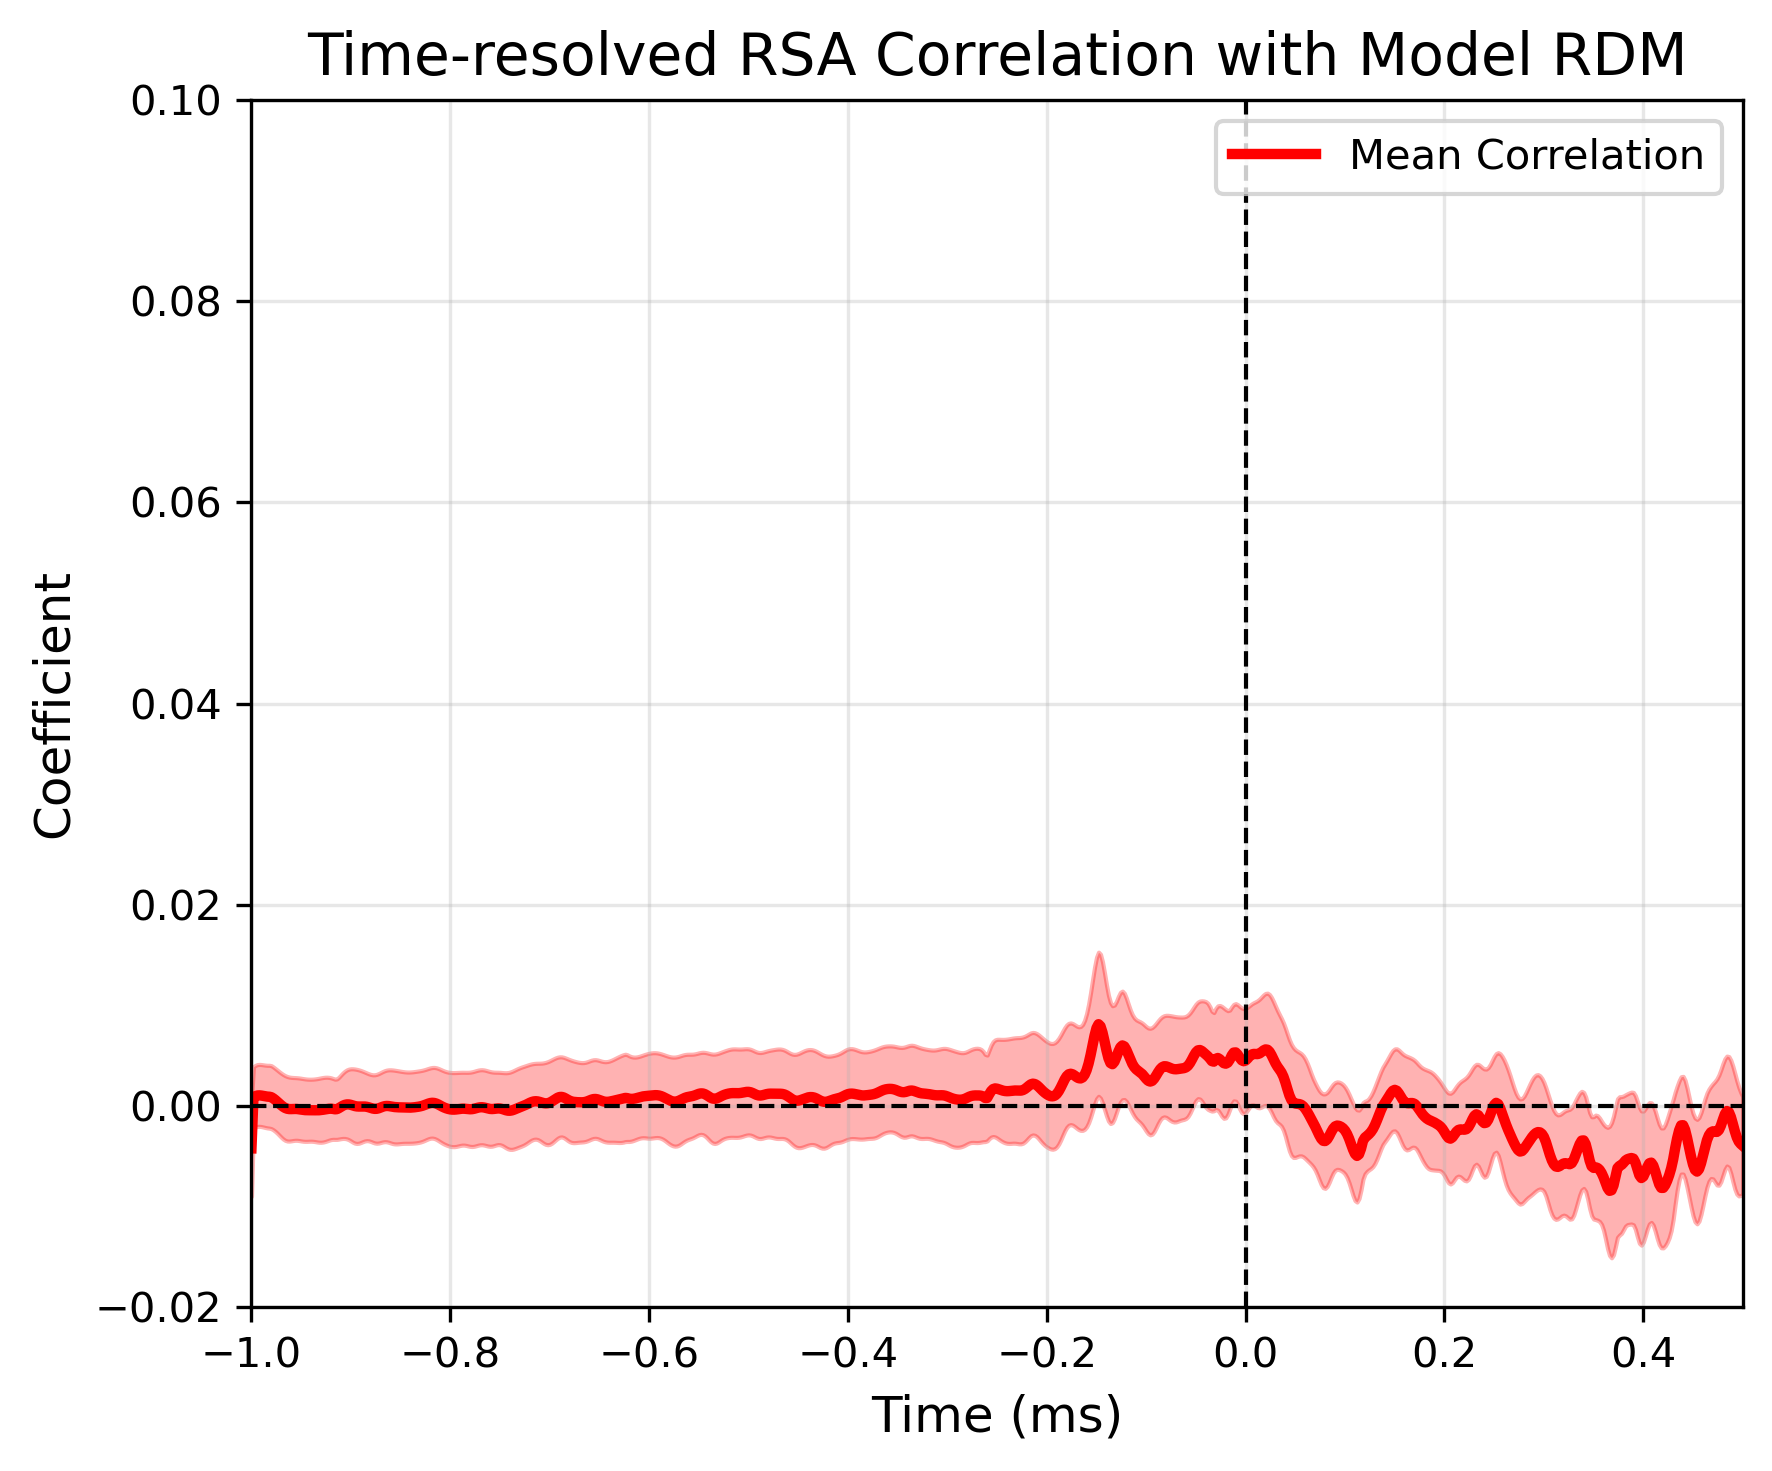 Time-resolved RSA Correlation with Model RDM
Mean Correlation
Coefficient
0.10
0.08
0.06
0.04
0.02
0.00
−0.02
−1.0 −0.8 −0.6 −0.4 −0.2 0.0 0.2 0.4
Time (ms)